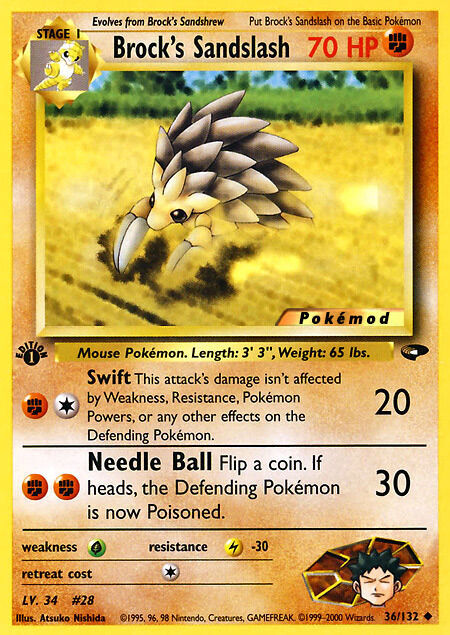 Evolves from Brock's Sandshrew
Put Brock's Sandslash on the Basic Pokémon
STAGE 1
Brock's Sandslash 70 HP
Pokémod
EDITION
1
Mouse Pokémon. Length: 3' 3", Weight: 65 lbs.
Swift This attack's damage isn't affected
by Weakness, Resistance, Pokémon
Powers, or any other effects on the
Defending Pokémon.
20
Needle Ball Flip a coin. If
heads, the Defending Pokémon
is now Poisoned.
30
weakness
resistance -30
retreat cost
LV. 34 #28
Illus. Atsuko Nishida
©1995, 96, 98 Nintendo, Creatures, GAMEFREAK. ©1999-2000 Wizards.
36/132